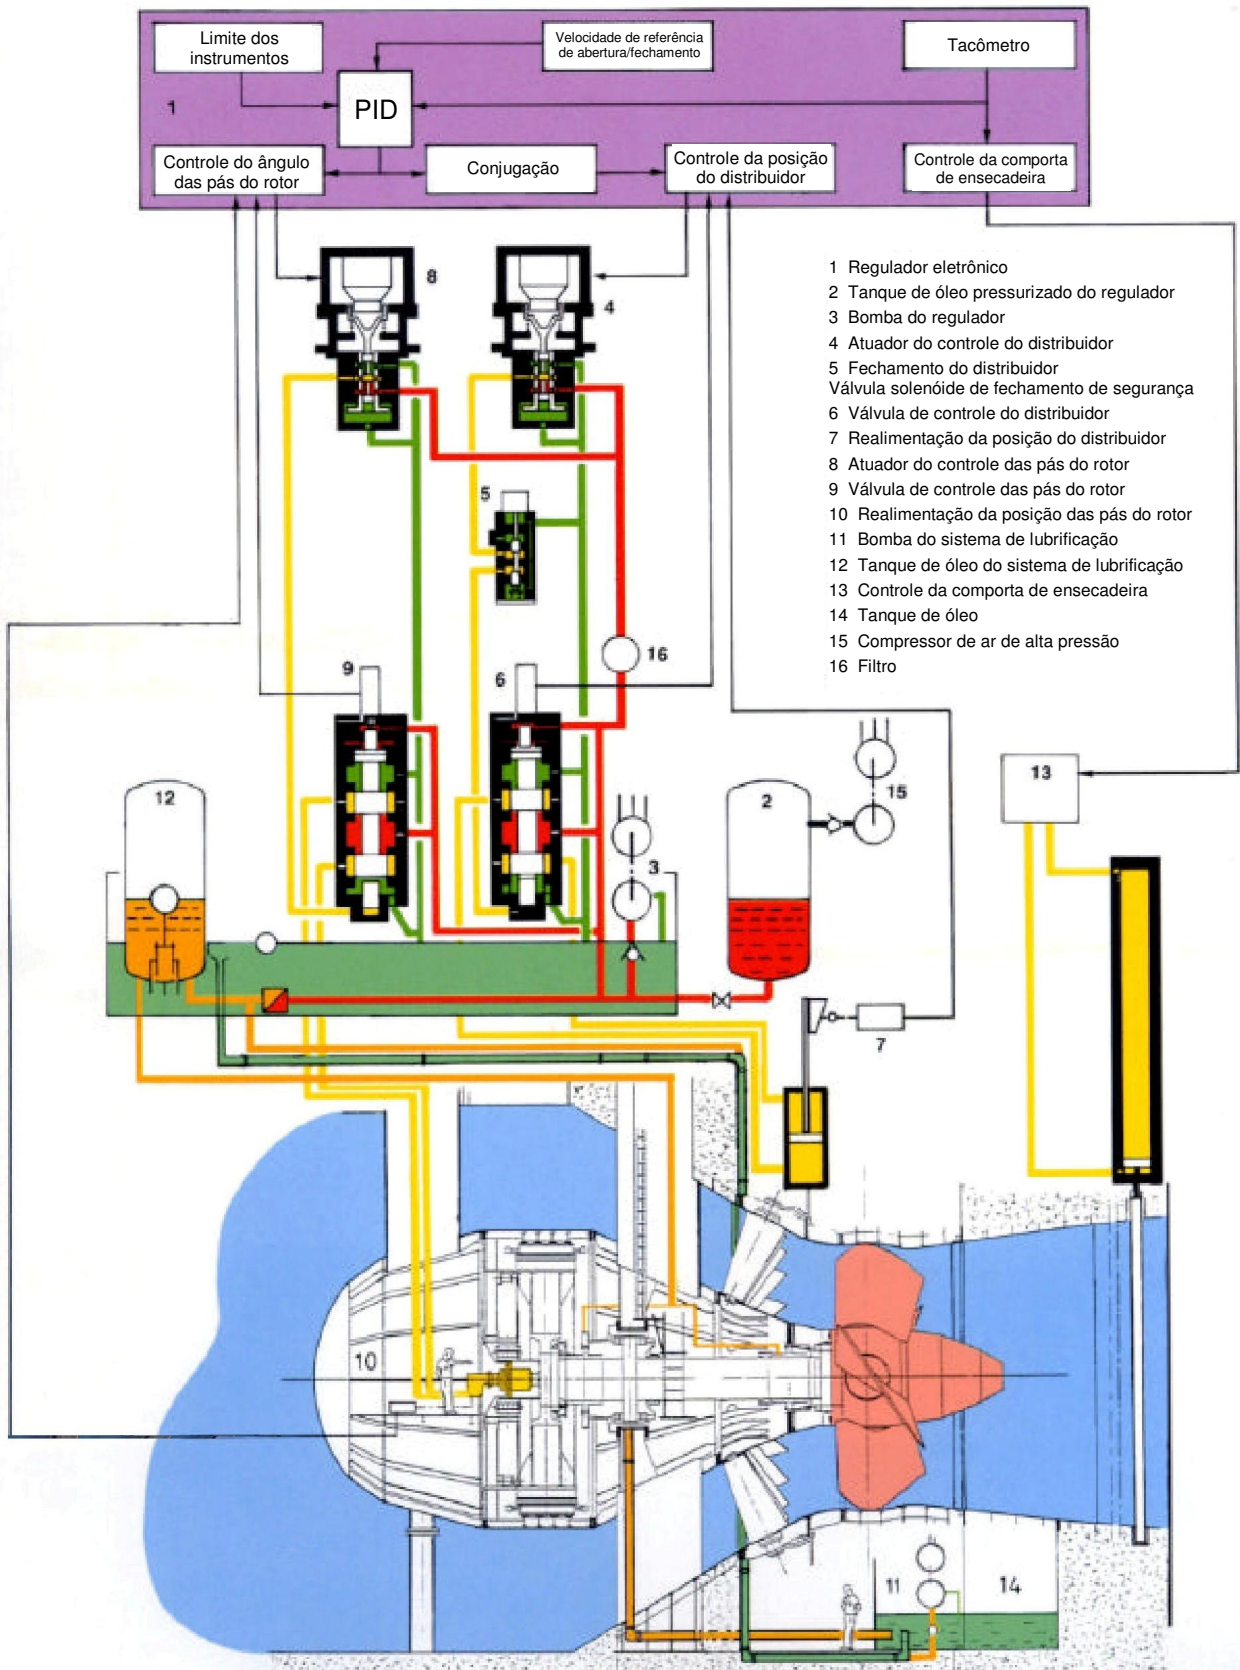 Limite dos
instrumentos
Velocidade de referência
de abertura/fechamento
Tacômetro
1
PID
Controle do ângulo
das pás do rotor
Conjugação
Controle da posição
do distribuidor
Controle da comporta
de ensecadeira
8
4
1 Regulador eletrônico
2 Tanque de óleo pressurizado do regulador
3 Bomba do regulador
4 Atuador do controle do distribuidor
5 Fechamento do distribuidor
Válvula solenóide de fechamento de segurança
6 Válvula de controle do distribuidor
7 Realimentação da posição do distribuidor
8 Atuador do controle das pás do rotor
9 Válvula de controle das pás do rotor
10 Realimentação da posição das pás do rotor
11 Bomba do sistema de lubrificação
12 Tanque de óleo do sistema de lubrificação
13 Controle da comporta de ensecadeira
14 Tanque de óleo
15 Compressor de ar de alta pressão
16 Filtro
5
16
9
6
12
2
15
13
3
7
10
11
14